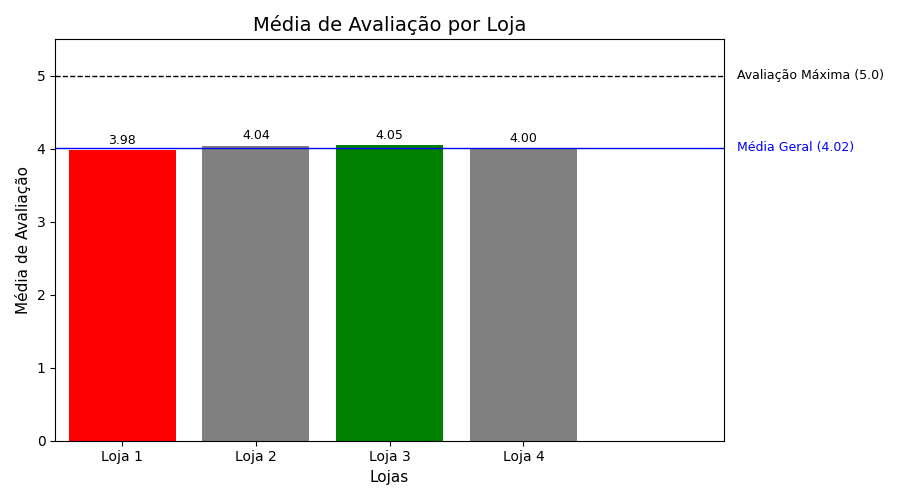 Média de Avaliação por Loja
Média de Avaliação
5
4
3
2
1
0
3.98
4.04
4.05
4.00
Avaliação Máxima (5.0)
Média Geral (4.02)
Loja 1
Loja 2
Loja 3
Loja 4
Lojas